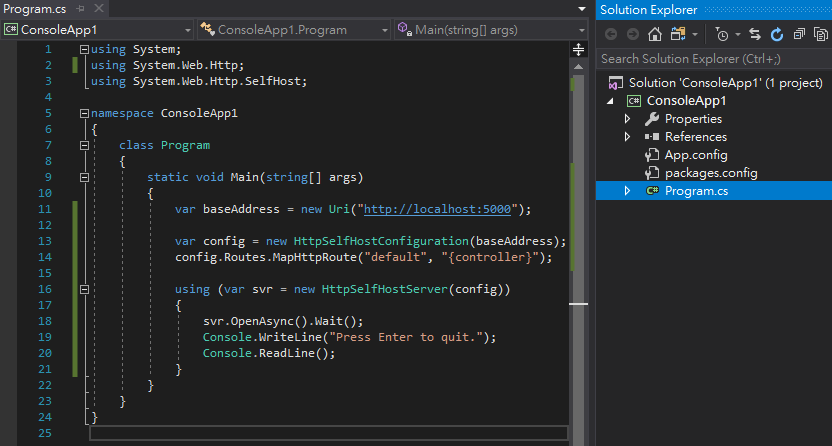 Program.cs
ConsoleApp1
ConsoleApp1.Program
Main(string[] args)
1 using System;
2 using System.Web.Http;
3 using System.Web.Http.SelfHost;
4
5 namespace ConsoleApp1
6 {
7 class Program
8 {
9 static void Main(string[] args)
10 {
11 var baseAddress = new Uri("http://localhost:5000");
12
13 var config = new HttpSelfHostConfiguration(baseAddress);
14 config.Routes.MapHttpRoute("default", "{controller}");
15
16 using (var svr = new HttpSelfHostServer(config))
17 {
18 svr.OpenAsync().Wait();
19 Console.WriteLine("Press Enter to quit.");
20 Console.ReadLine();
21 }
22 }
23 }
24 }
25
Solution Explorer
Search Solution Explorer (Ctrl+;)
Solution 'ConsoleApp1' (1 project)
C# ConsoleApp1
Properties
References
App.config
packages.config
C# Program.cs